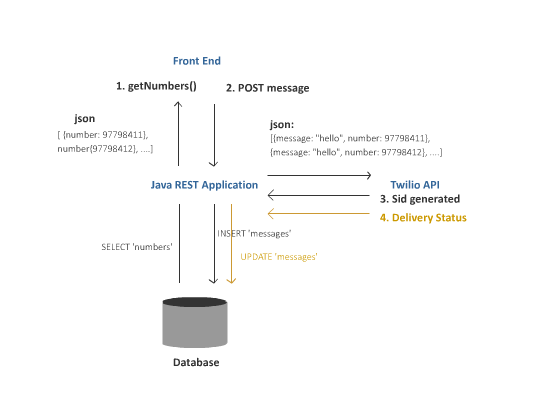 Front End
1. getNumbers()
2. POST message
json
[ {number: 97798411},
number{97798412}, ....]
json:
[{message: "hello", number: 97798411},
{message: "hello", number: 97798412}, ....]
Java REST Application
Twilio API
3. Sid generated
4. Delivery Status
INSERT 'messages'
SELECT 'numbers'
UPDATE 'messages'
Database